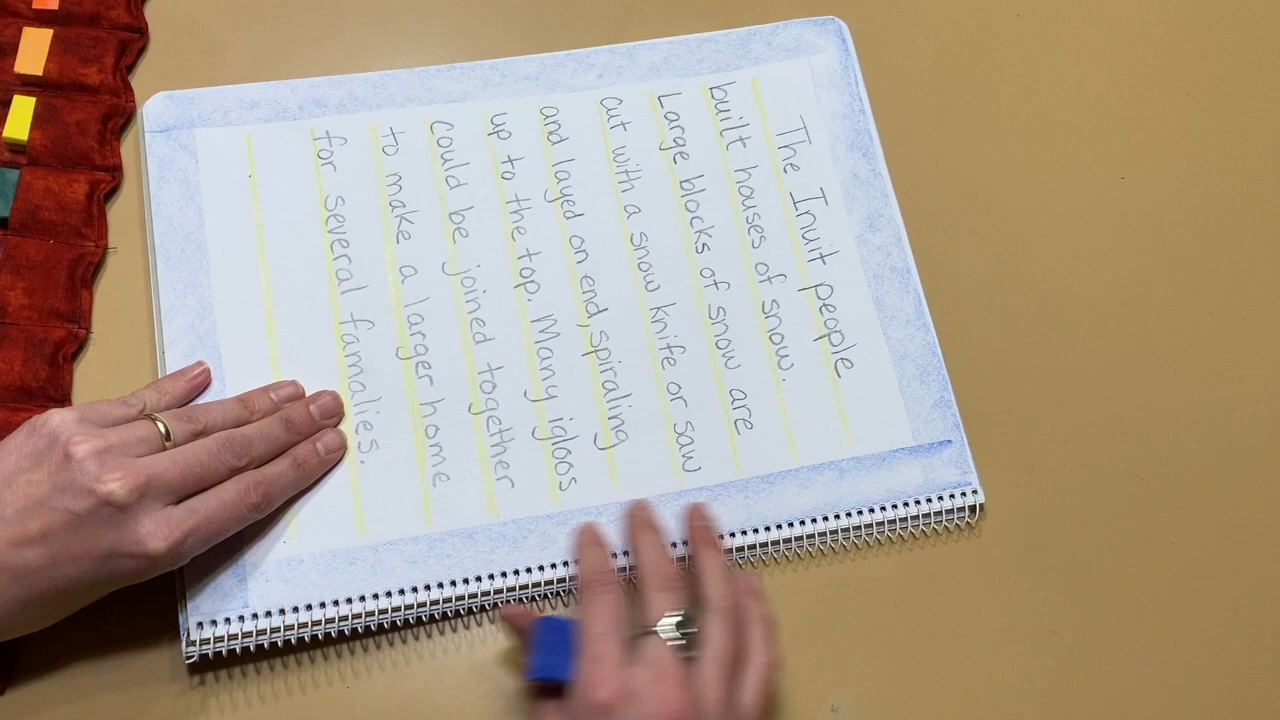 The Inuit people
built houses of snow.
Large blocks of snow are
cut with a snow knife or saw
and layed on end, spiraling
up to the top. Many igloos
could be joined together
to make a larger home
for several famalies.